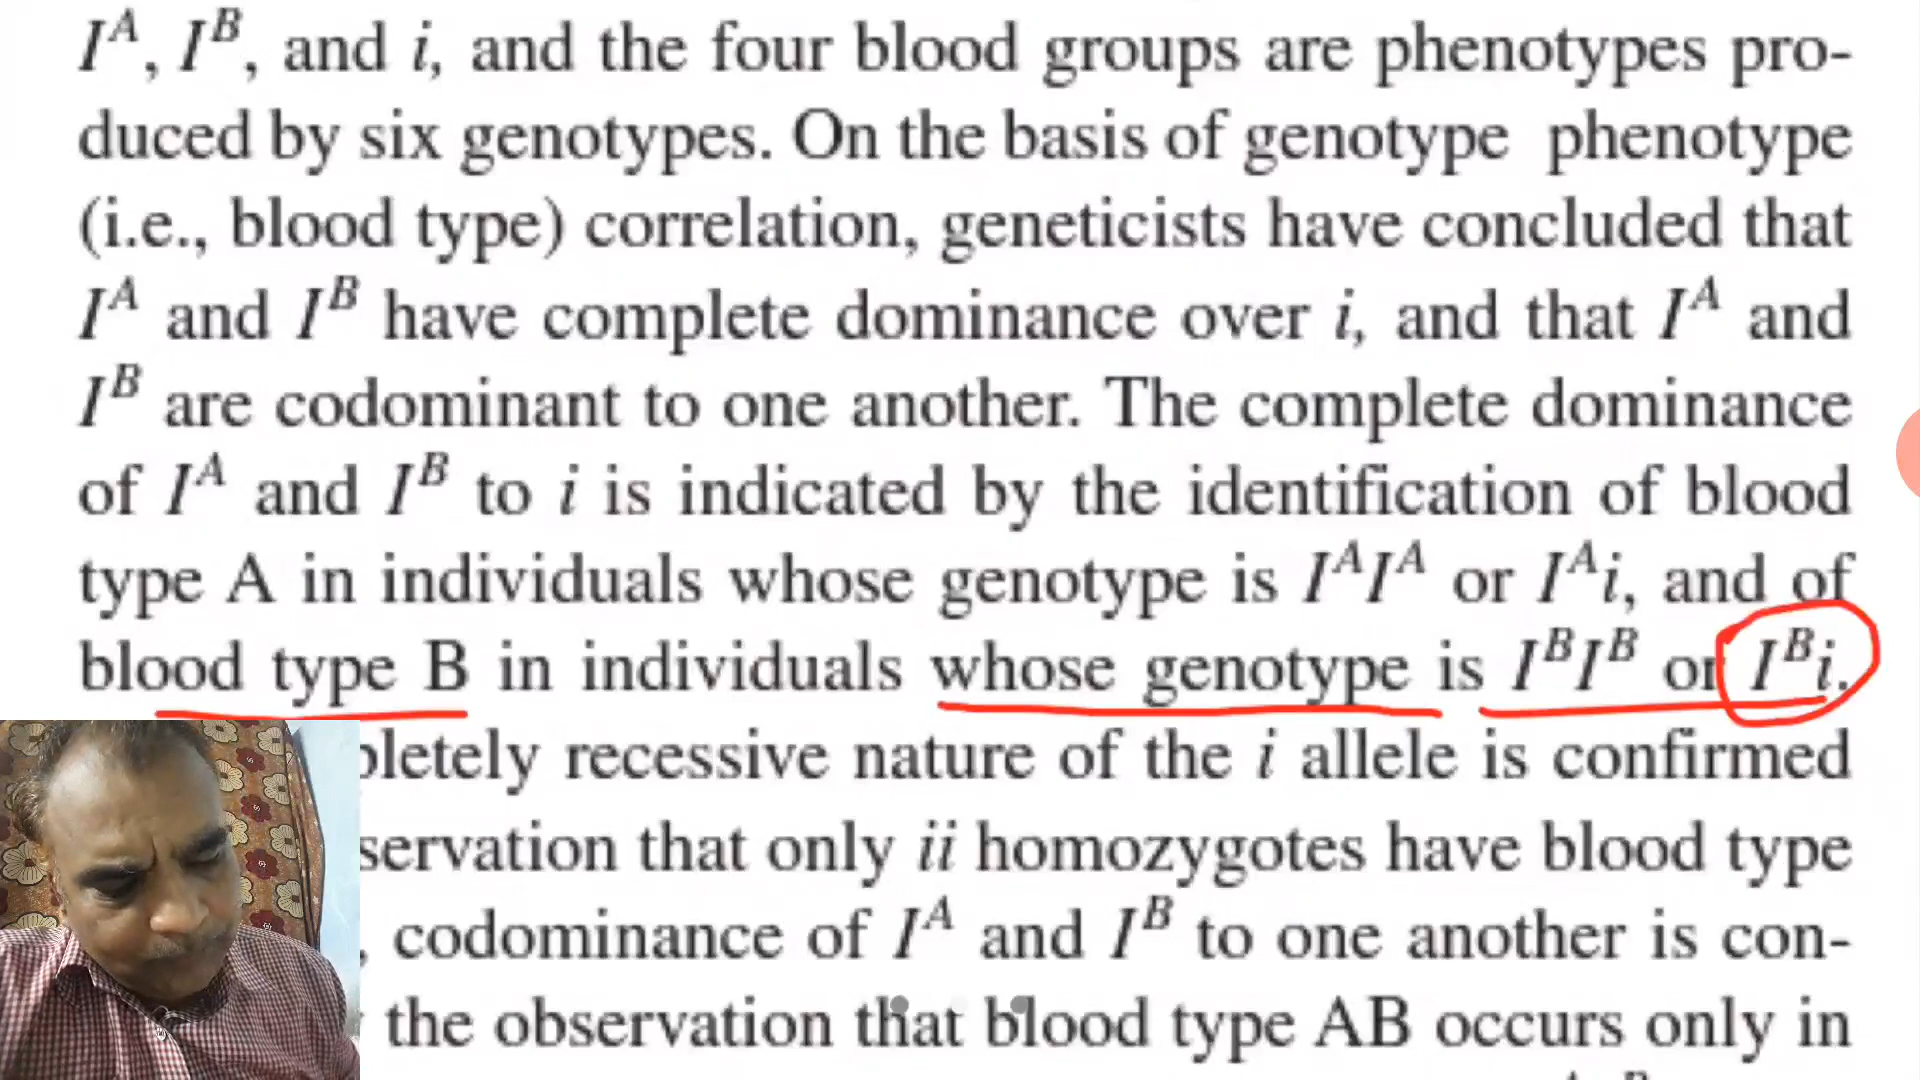 I^A, I^B, and i, and the four blood groups are phenotypes pro-
duced by six genotypes. On the basis of genotype phenotype
(i.e., blood type) correlation, geneticists have concluded that
I^A and I^B have complete dominance over i, and that I^A and
I^B are codominant to one another. The complete dominance
of I^A and I^B to i is indicated by the identification of blood
type A in individuals whose genotype is I^AI^A or I^Ai, and of
blood type B in individuals whose genotype is I^BI^B or I^Bi.
pletely recessive nature of the i allele is confirmed
servation that only ii homozygotes have blood type
, codominance of I^A and I^B to one another is con-
the observation that blood type AB occurs only in